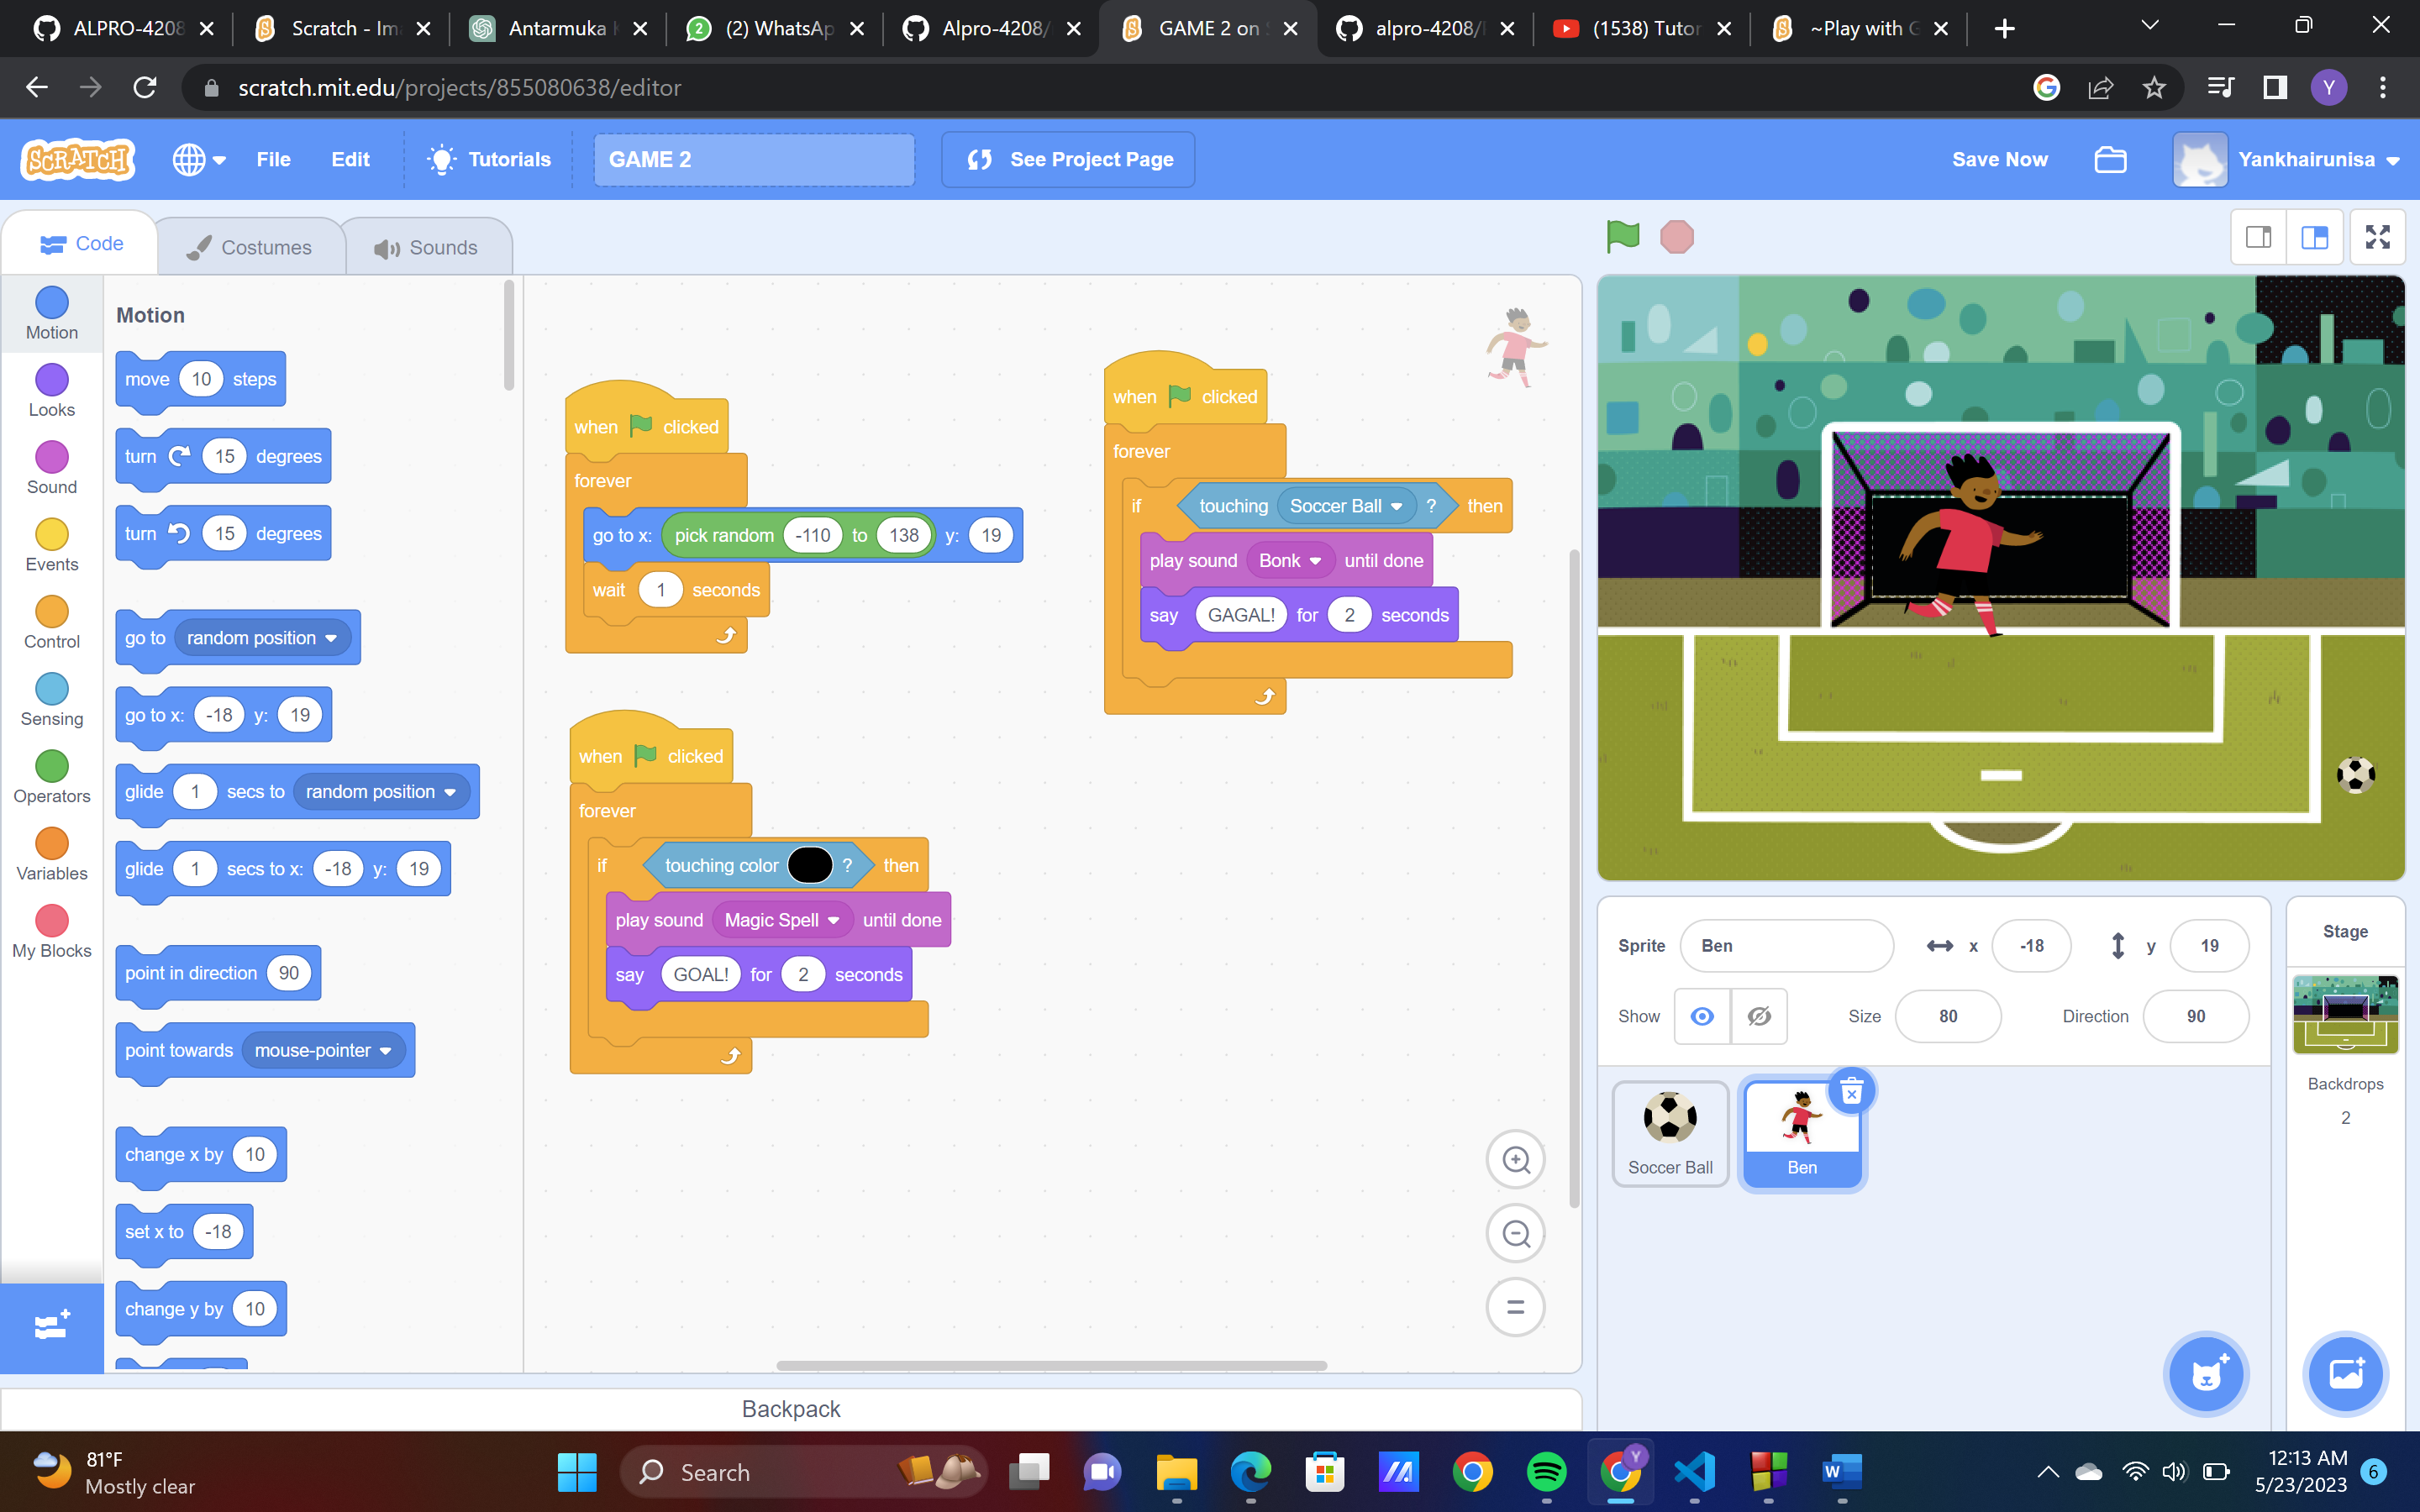 ALPRO-4208
Scratch - Im
Antarmuka
(2) WhatsAp
Alpro-4208/
GAME 2 on
alpro-4208/
(1538) Tutor
~Play with
scratch.mit.edu/projects/855080638/editor
Y
SCRATCH
File
Edit
Tutorials
GAME 2
See Project Page
Save Now
Yankhairunisa
Code
Costumes
Sounds
Motion
Looks
Sound
Events
Control
Sensing
Operators
Variables
My Blocks
Motion
move 10 steps
turn 15 degrees
turn 15 degrees
go to random position
go to x: -18 y: 19
glide 1 secs to random position
glide 1 secs to x: -18 y: 19
point in direction 90
point towards mouse-pointer
change x by 10
set x to -18
change y by 10
when clicked
forever
go to x: pick random -110 to 138 y: 19
wait 1 seconds
when clicked
forever
if touching color ? then
play sound Magic Spell until done
say GOAL! for 2 seconds
when clicked
forever
if touching Soccer Ball ? then
play sound Bonk until done
say GAGAL! for 2 seconds
Backpack
Sprite Ben x -18 y 19
Show Size 80 Direction 90
Soccer Ball
Ben
Stage
Backdrops
2
81°F
Mostly clear
Search
Y
W
12:13 AM
5/23/2023
6